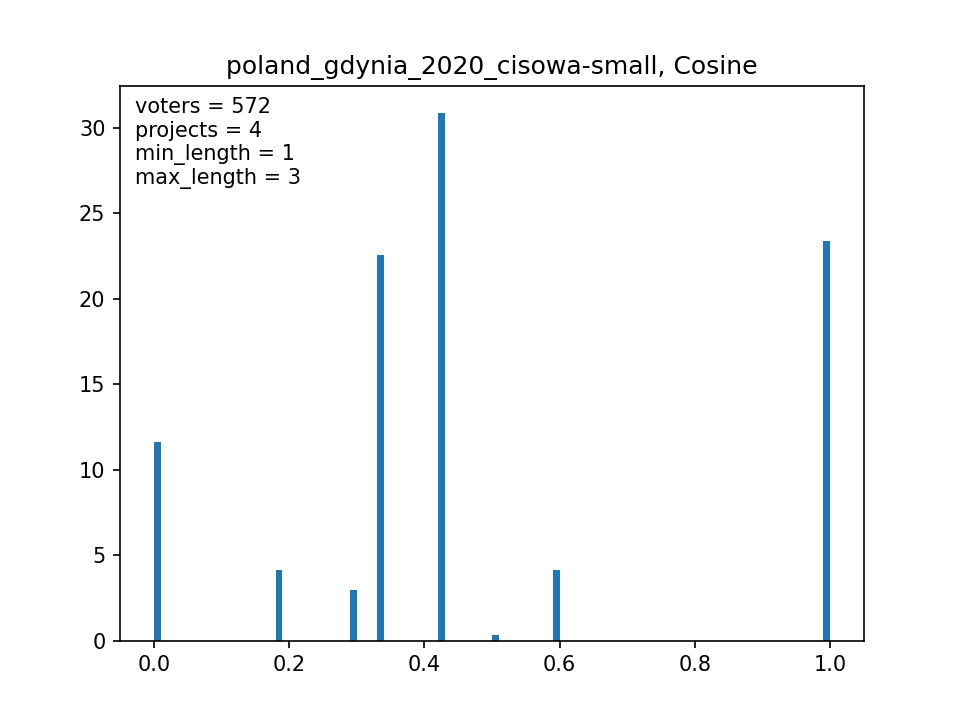 poland_gdynia_2020_cisowa-small, Cosine
voters = 572
projects = 4
min_length = 1
max_length = 3
30
25
20
15
10
5
0
0.0 0.2 0.4 0.6 0.8 1.0